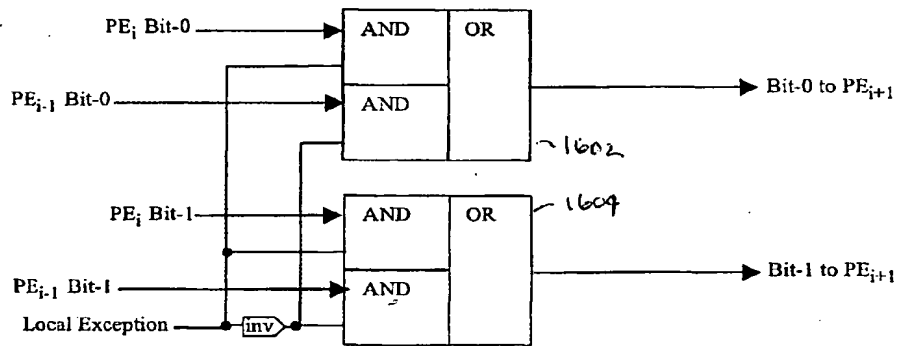 PEi Bit-0
AND
OR
PEi-1 Bit-0
AND
Bit-0 to PEi+1
1602
PEi Bit-1
AND
OR
1604
PEi-1 Bit-1
AND
Bit-1 to PEi+1
Local Exception
inv